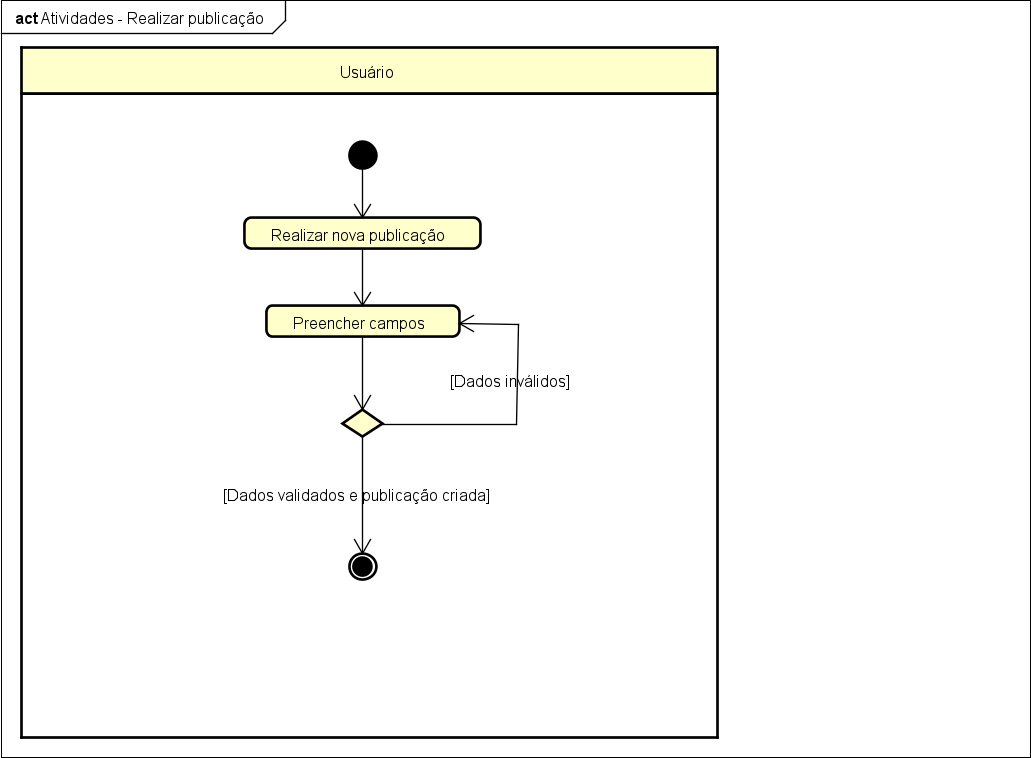 act Atividades - Realizar publicação
Usuário
Realizar nova publicação
Preencher campos
[Dados inválidos]
[Dados validados e publicação criada]